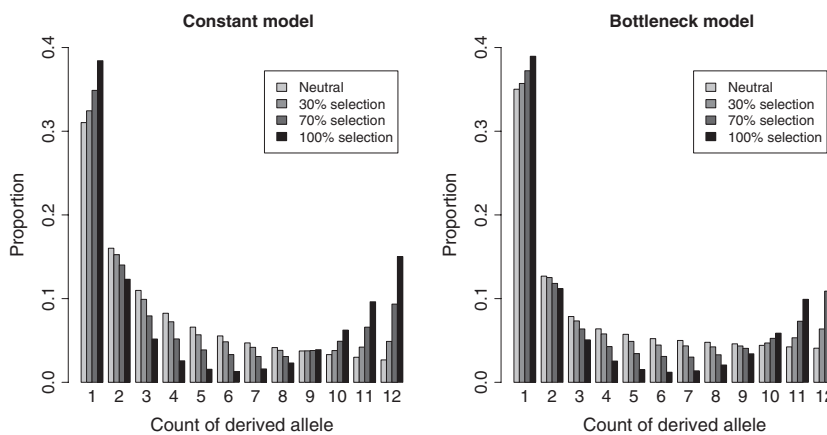 Constant model
Proportion
0.4
0.3
0.2
0.1
0.0
Neutral
30% selection
70% selection
100% selection
1 2 3 4 5 6 7 8 9 10 11 12
Count of derived allele
Bottleneck model
Proportion
0.4
0.3
0.2
0.1
0.0
Neutral
30% selection
70% selection
100% selection
1 2 3 4 5 6 7 8 9 10 11 12
Count of derived allele